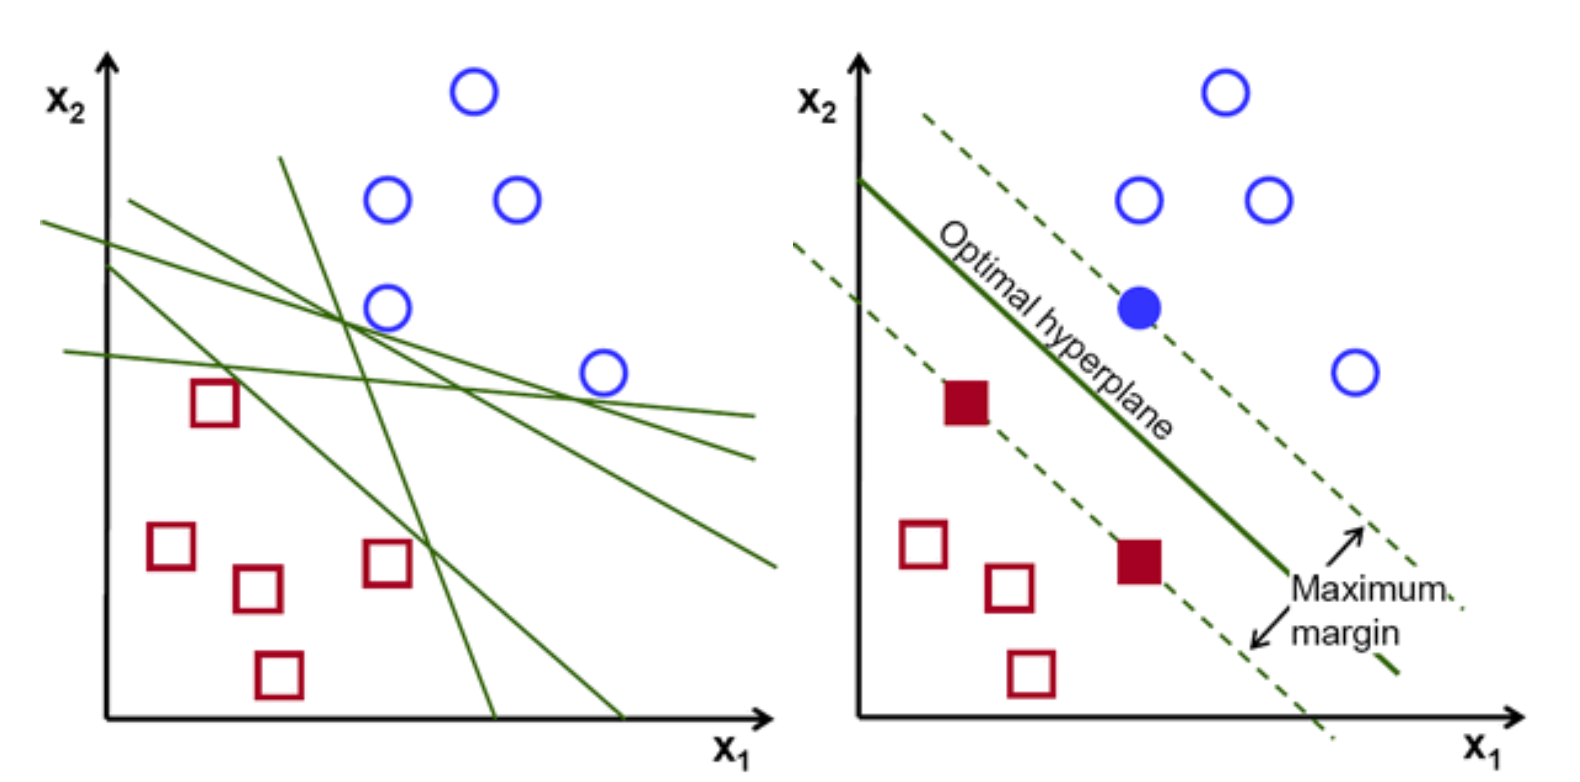 x₂
x₁
x₂
Optimal hyperplane
Maximum
margin
x₁